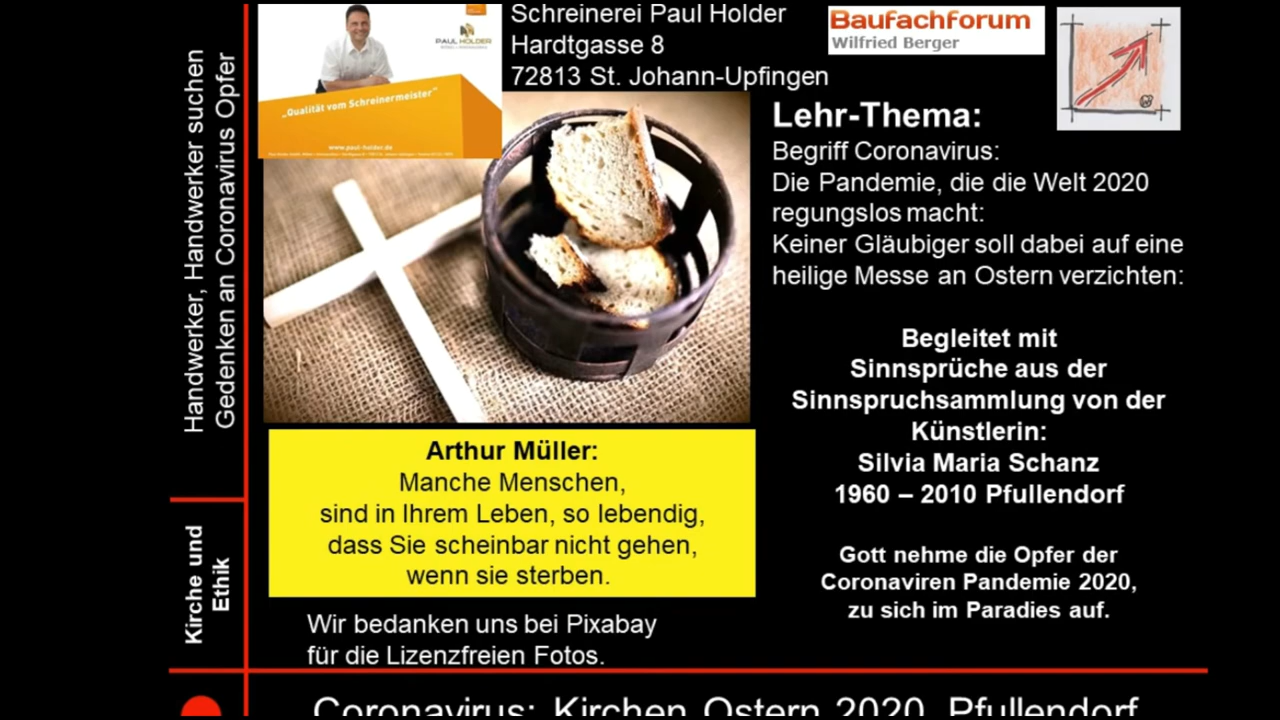 Handwerker, Handwerker suchen
Gedenken an Coronavirus Opfer
Kirche und
Ethik
PAUL HOLDER
„Qualität vom Schreinermeister“
www.paul-holder.de
Schreinerei Paul Holder
Hardtgasse 8
72813 St. Johann-Upfingen
Baufachforum
Wilfried Berger
Lehr-Thema:
Begriff Coronavirus:
Die Pandemie, die die Welt 2020
regungslos macht:
Keiner Gläubiger soll dabei auf eine
heilige Messe an Ostern verzichten:
Begleitet mit
Sinnsprüche aus der
Sinnspruchsammlung von der
Künstlerin:
Silvia Maria Schanz
1960 – 2010 Pfullendorf
Gott nehme die Opfer der
Coronaviren Pandemie 2020,
zu sich im Paradies auf.
Arthur Müller:
Manche Menschen,
sind in Ihrem Leben, so lebendig,
dass Sie scheinbar nicht gehen,
wenn sie sterben.
Wir bedanken uns bei Pixabay
für die Lizenzfreien Fotos.
Coronavirus: Kirchen Ostern 2020, Pfullendorf